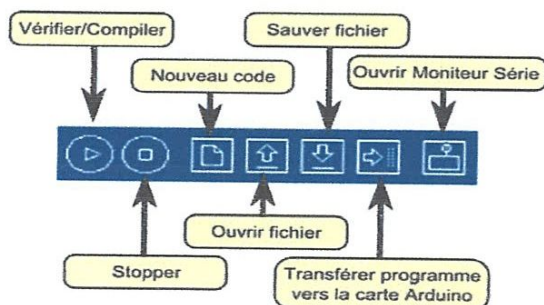 Vérifier/Compiler
Sauver fichier
Nouveau code
Ouvrir Moniteur Série
Ouvrir fichier
Stopper
Transférer programme
vers la carte Arduino